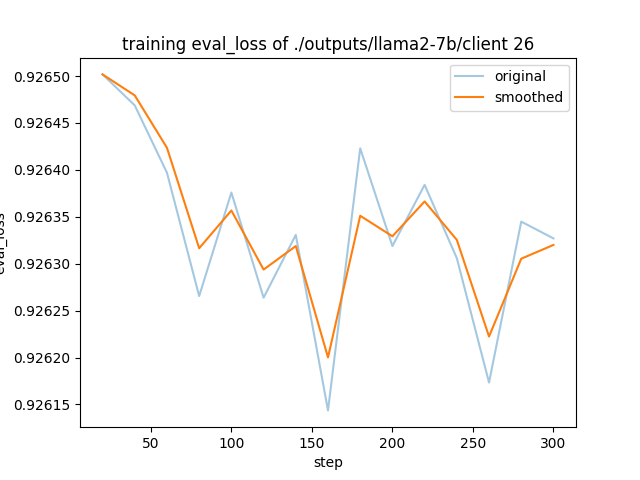 training eval_loss of ./outputs/llama2-7b/client 26
original
smoothed
0.92650
0.92645
0.92640
0.92635
0.92630
0.92625
0.92620
0.92615
eval_loss
50
100
150
200
250
300
step